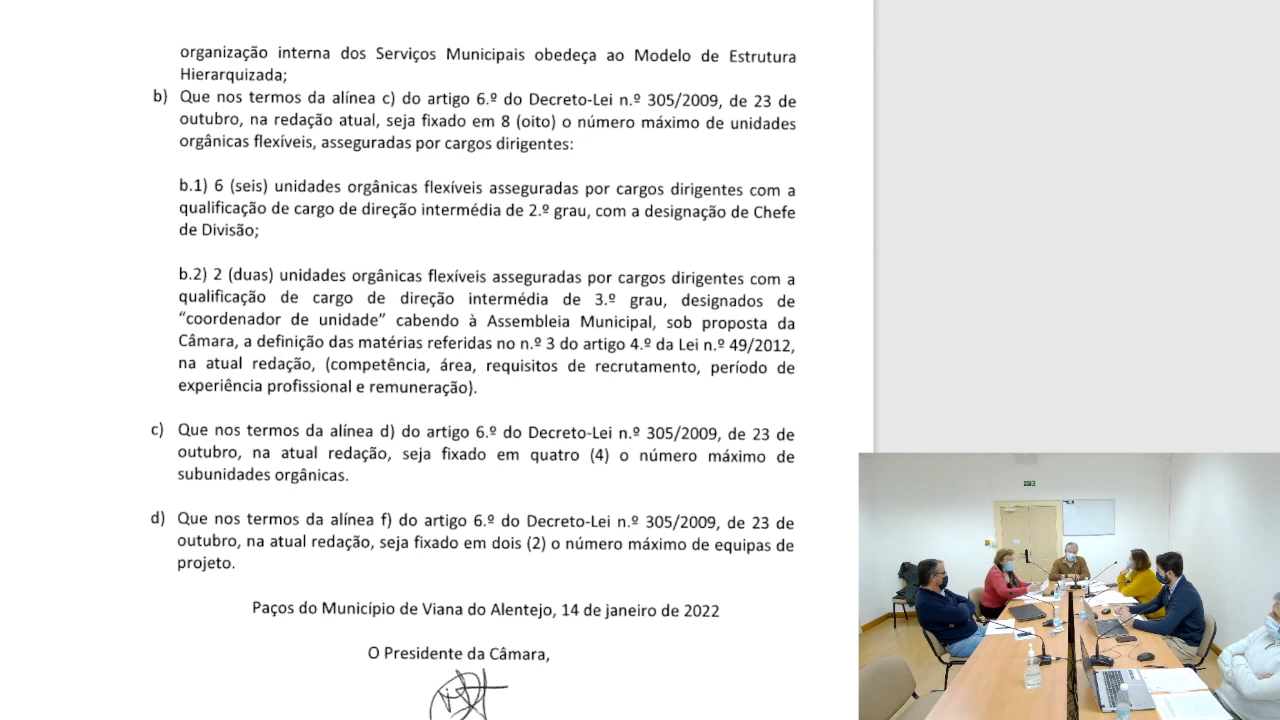 organização interna dos Serviços Municipais obedeça ao Modelo de Estrutura
Hierarquizada;
b) Que nos termos da alínea c) do artigo 6.º do Decreto-Lei n.º 305/2009, de 23 de
outubro, na redação atual, seja fixado em 8 (oito) o número máximo de unidades
orgânicas flexíveis, asseguradas por cargos dirigentes:
b.1) 6 (seis) unidades orgânicas flexíveis asseguradas por cargos dirigentes com a
qualificação de cargo de direção intermédia de 2.º grau, com a designação de Chefe
de Divisão;
b.2) 2 (duas) unidades orgânicas flexíveis asseguradas por cargos dirigentes com a
qualificação de cargo de direção intermédia de 3.º grau, designados de
“coordenador de unidade” cabendo à Assembleia Municipal, sob proposta da
Câmara, a definição das matérias referidas no n.º 3 do artigo 4.º da Lei n.º 49/2012,
na atual redação, (competência, área, requisitos de recrutamento, período de
experiência profissional e remuneração).
c) Que nos termos da alínea d) do artigo 6.º do Decreto-Lei n.º 305/2009, de 23 de
outubro, na atual redação, seja fixado em quatro (4) o número máximo de
subunidades orgânicas.
d) Que nos termos da alínea f) do artigo 6.º do Decreto-Lei n.º 305/2009, de 23 de
outubro, na atual redação, seja fixado em dois (2) o número máximo de equipas de
projeto.
Paços do Município de Viana do Alentejo, 14 de janeiro de 2022
O Presidente da Câmara,